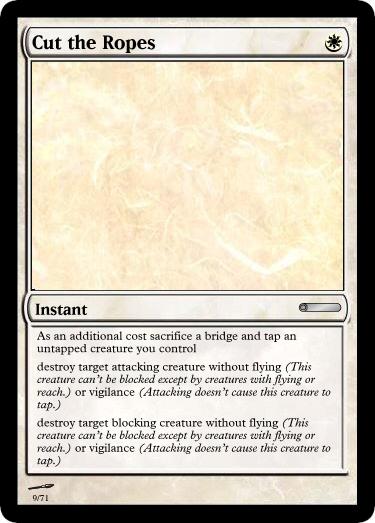 Cut the Ropes
Instant
As an additional cost sacrifice a bridge and tap an
untapped creature you control
destroy target attacking creature without flying (This
creature can't be blocked except by creatures with flying or
reach.) or vigilance (Attacking doesn't cause this creature to
tap.)
destroy target blocking creature without flying (This
creature can't be blocked except by creatures with flying or
reach.) or vigilance (Attacking doesn't cause this creature to
tap.)
9/71